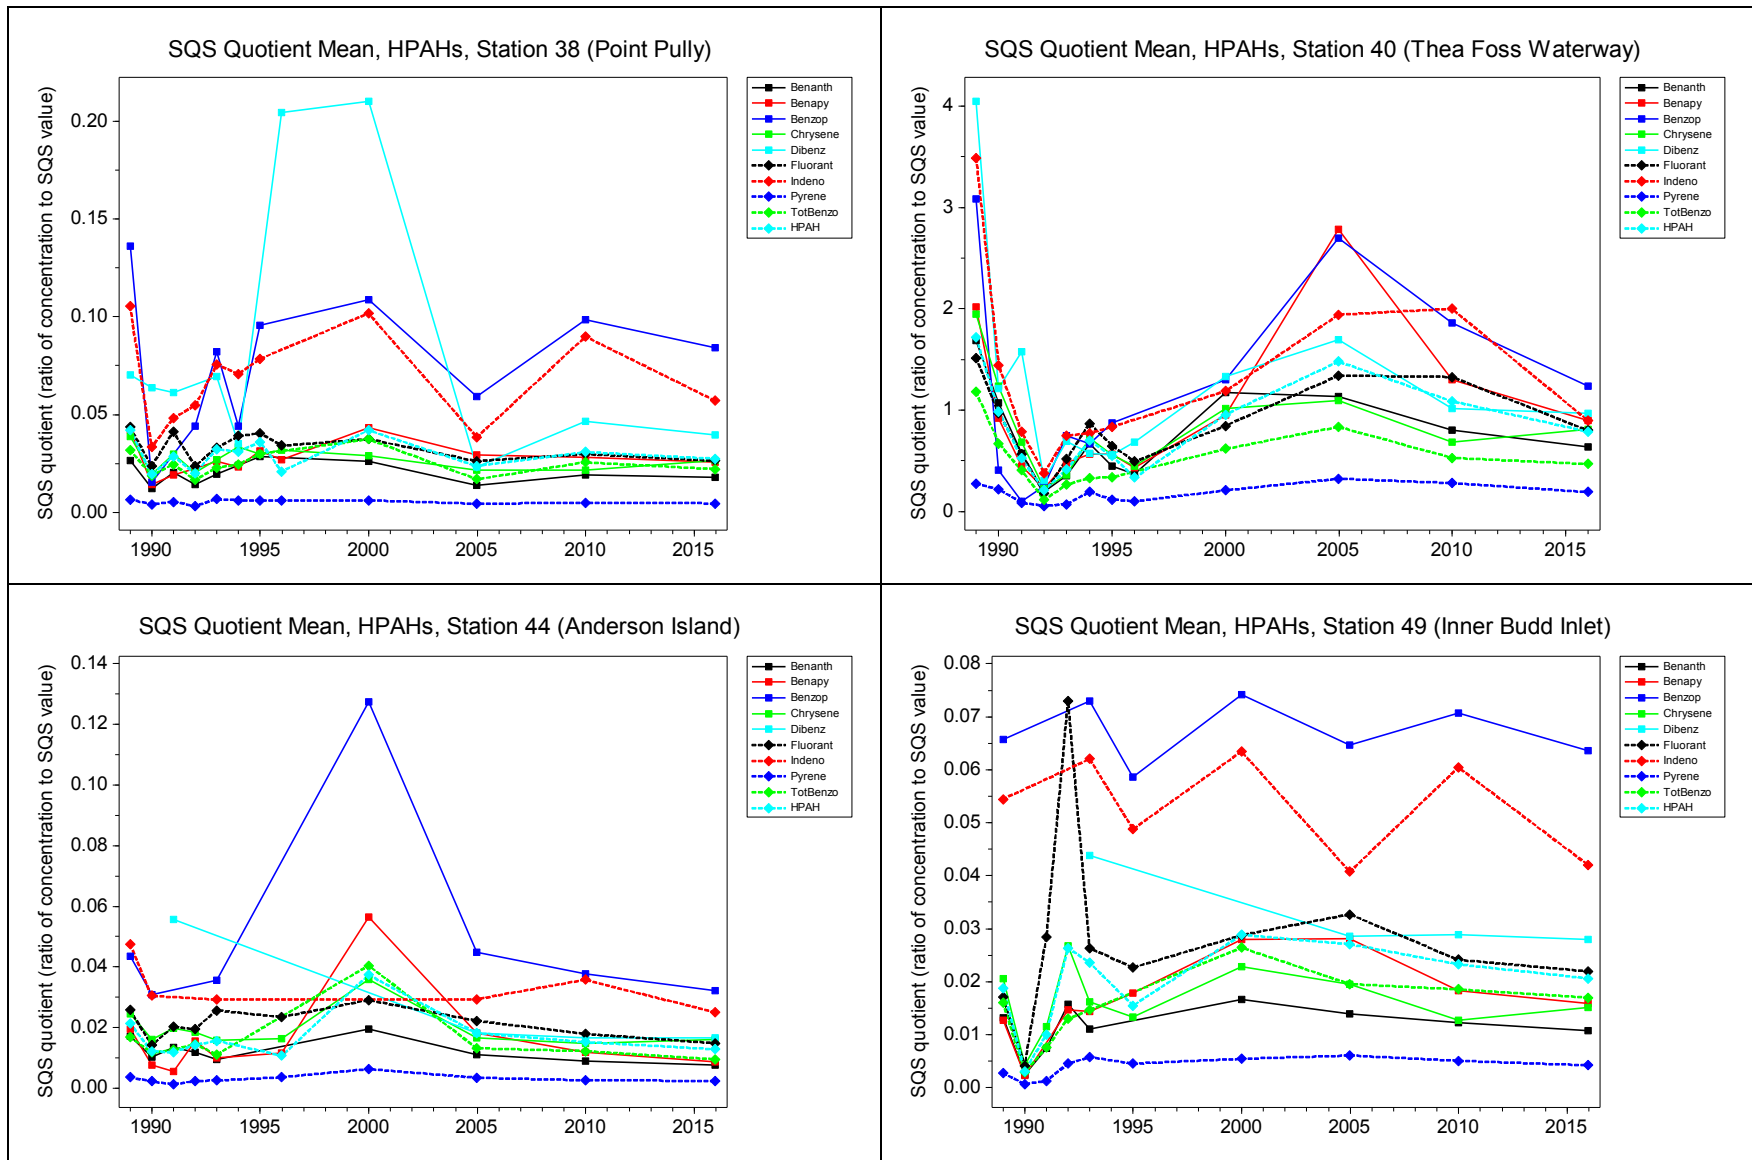 SQS Quotient Mean, HPAHs, Station 38 (Point Pully)
SQS quotient (ratio of concentration to SQS value)
0.20
0.15
0.10
0.05
0.00
1990 1995 2000 2005 2010 2015
Benanth
Benapy
Benzop
Chrysene
Dibenz
Fluorant
Indeno
Pyrene
TotBenzo
HPAH
SQS Quotient Mean, HPAHs, Station 40 (Thea Foss Waterway)
SQS quotient (ratio of concentration to SQS value)
4
3
2
1
0
1990 1995 2000 2005 2010 2015
Benanth
Benapy
Benzop
Chrysene
Dibenz
Fluorant
Indeno
Pyrene
TotBenzo
HPAH
SQS Quotient Mean, HPAHs, Station 44 (Anderson Island)
SQS quotient (ratio of concentration to SQS value)
0.14
0.12
0.10
0.08
0.06
0.04
0.02
0.00
1990 1995 2000 2005 2010 2015
Benanth
Benapy
Benzop
Chrysene
Dibenz
Fluorant
Indeno
Pyrene
TotBenzo
HPAH
SQS Quotient Mean, HPAHs, Station 49 (Inner Budd Inlet)
SQS quotient (ratio of concentration to SQS value)
0.08
0.07
0.06
0.05
0.04
0.03
0.02
0.01
0.00
1990 1995 2000 2005 2010 2015
Benanth
Benapy
Benzop
Chrysene
Dibenz
Fluorant
Indeno
Pyrene
TotBenzo
HPAH